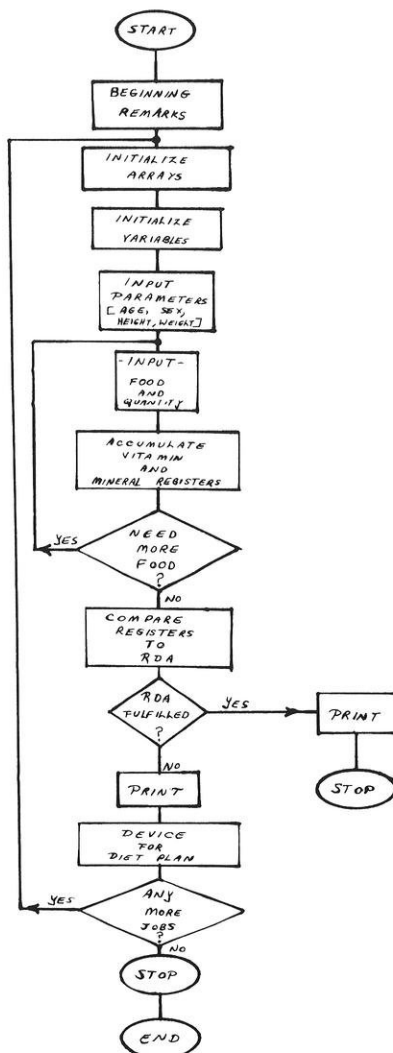 START
BEGINNING
REMARKS
INITIALIZE
ARRAYS
INITIALIZE
VARIABLES
INPUT
PARAMETERS
[AGE, SEX,
HEIGHT, WEIGHT]
-INPUT-
FOOD
AND
QUANTITY
ACCUMULATE
VITAMIN
AND
MINERAL REGISTERS
YES
NEED
MORE
FOOD
?
NO
COMPARE
REGISTERS
TO
RDA
RDA
FULFILLED
?
YES
PRINT
STOP
NO
PRINT
DEVICE
FOR
DIET PLAN
YES
ANY
MORE
JOBS
?
NO
STOP
END